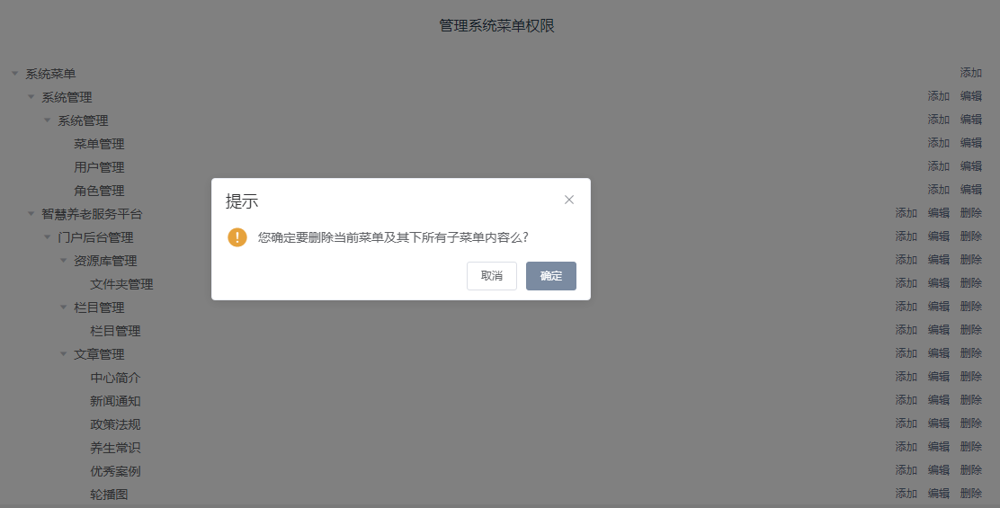 管理系统菜单权限
系统菜单 添加
系统管理 添加 编辑
系统管理 添加 编辑
菜单管理 添加 编辑
用户管理 添加 编辑
角色管理 添加 编辑
提示
智慧养老服务平台 添加 编辑 删除
门户后台管理 添加 编辑 删除
您确定要删除当前菜单及其下所有子菜单内容么?
资源库管理 添加 编辑 删除
取消 确定
文件夹管理 添加 编辑 删除
栏目管理 添加 编辑 删除
栏目管理 添加 编辑 删除
文章管理 添加 编辑 删除
中心简介 添加 编辑 删除
新闻通知 添加 编辑 删除
政策法规 添加 编辑 删除
养生常识 添加 编辑 删除
优秀案例 添加 编辑 删除
轮播图 添加 编辑 删除